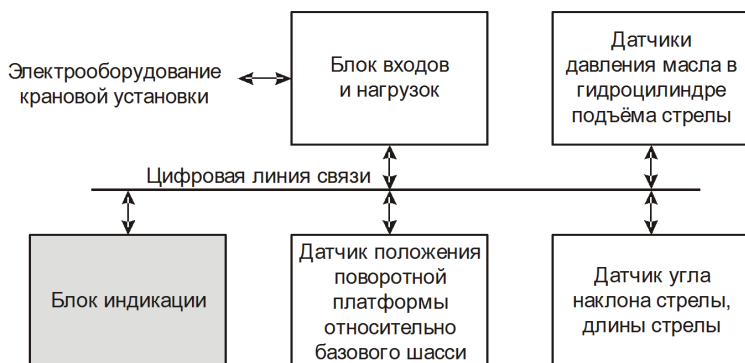 Электрооборудование
крановой установки
Блок входов
и нагрузок
Датчики
давления масла в
гидроцилиндре
подъёма стрелы
Цифровая линия связи
Блок индикации
Датчик положения
поворотной
платформы
относительно
базового шасси
Датчик угла
наклона стрелы,
длины стрелы